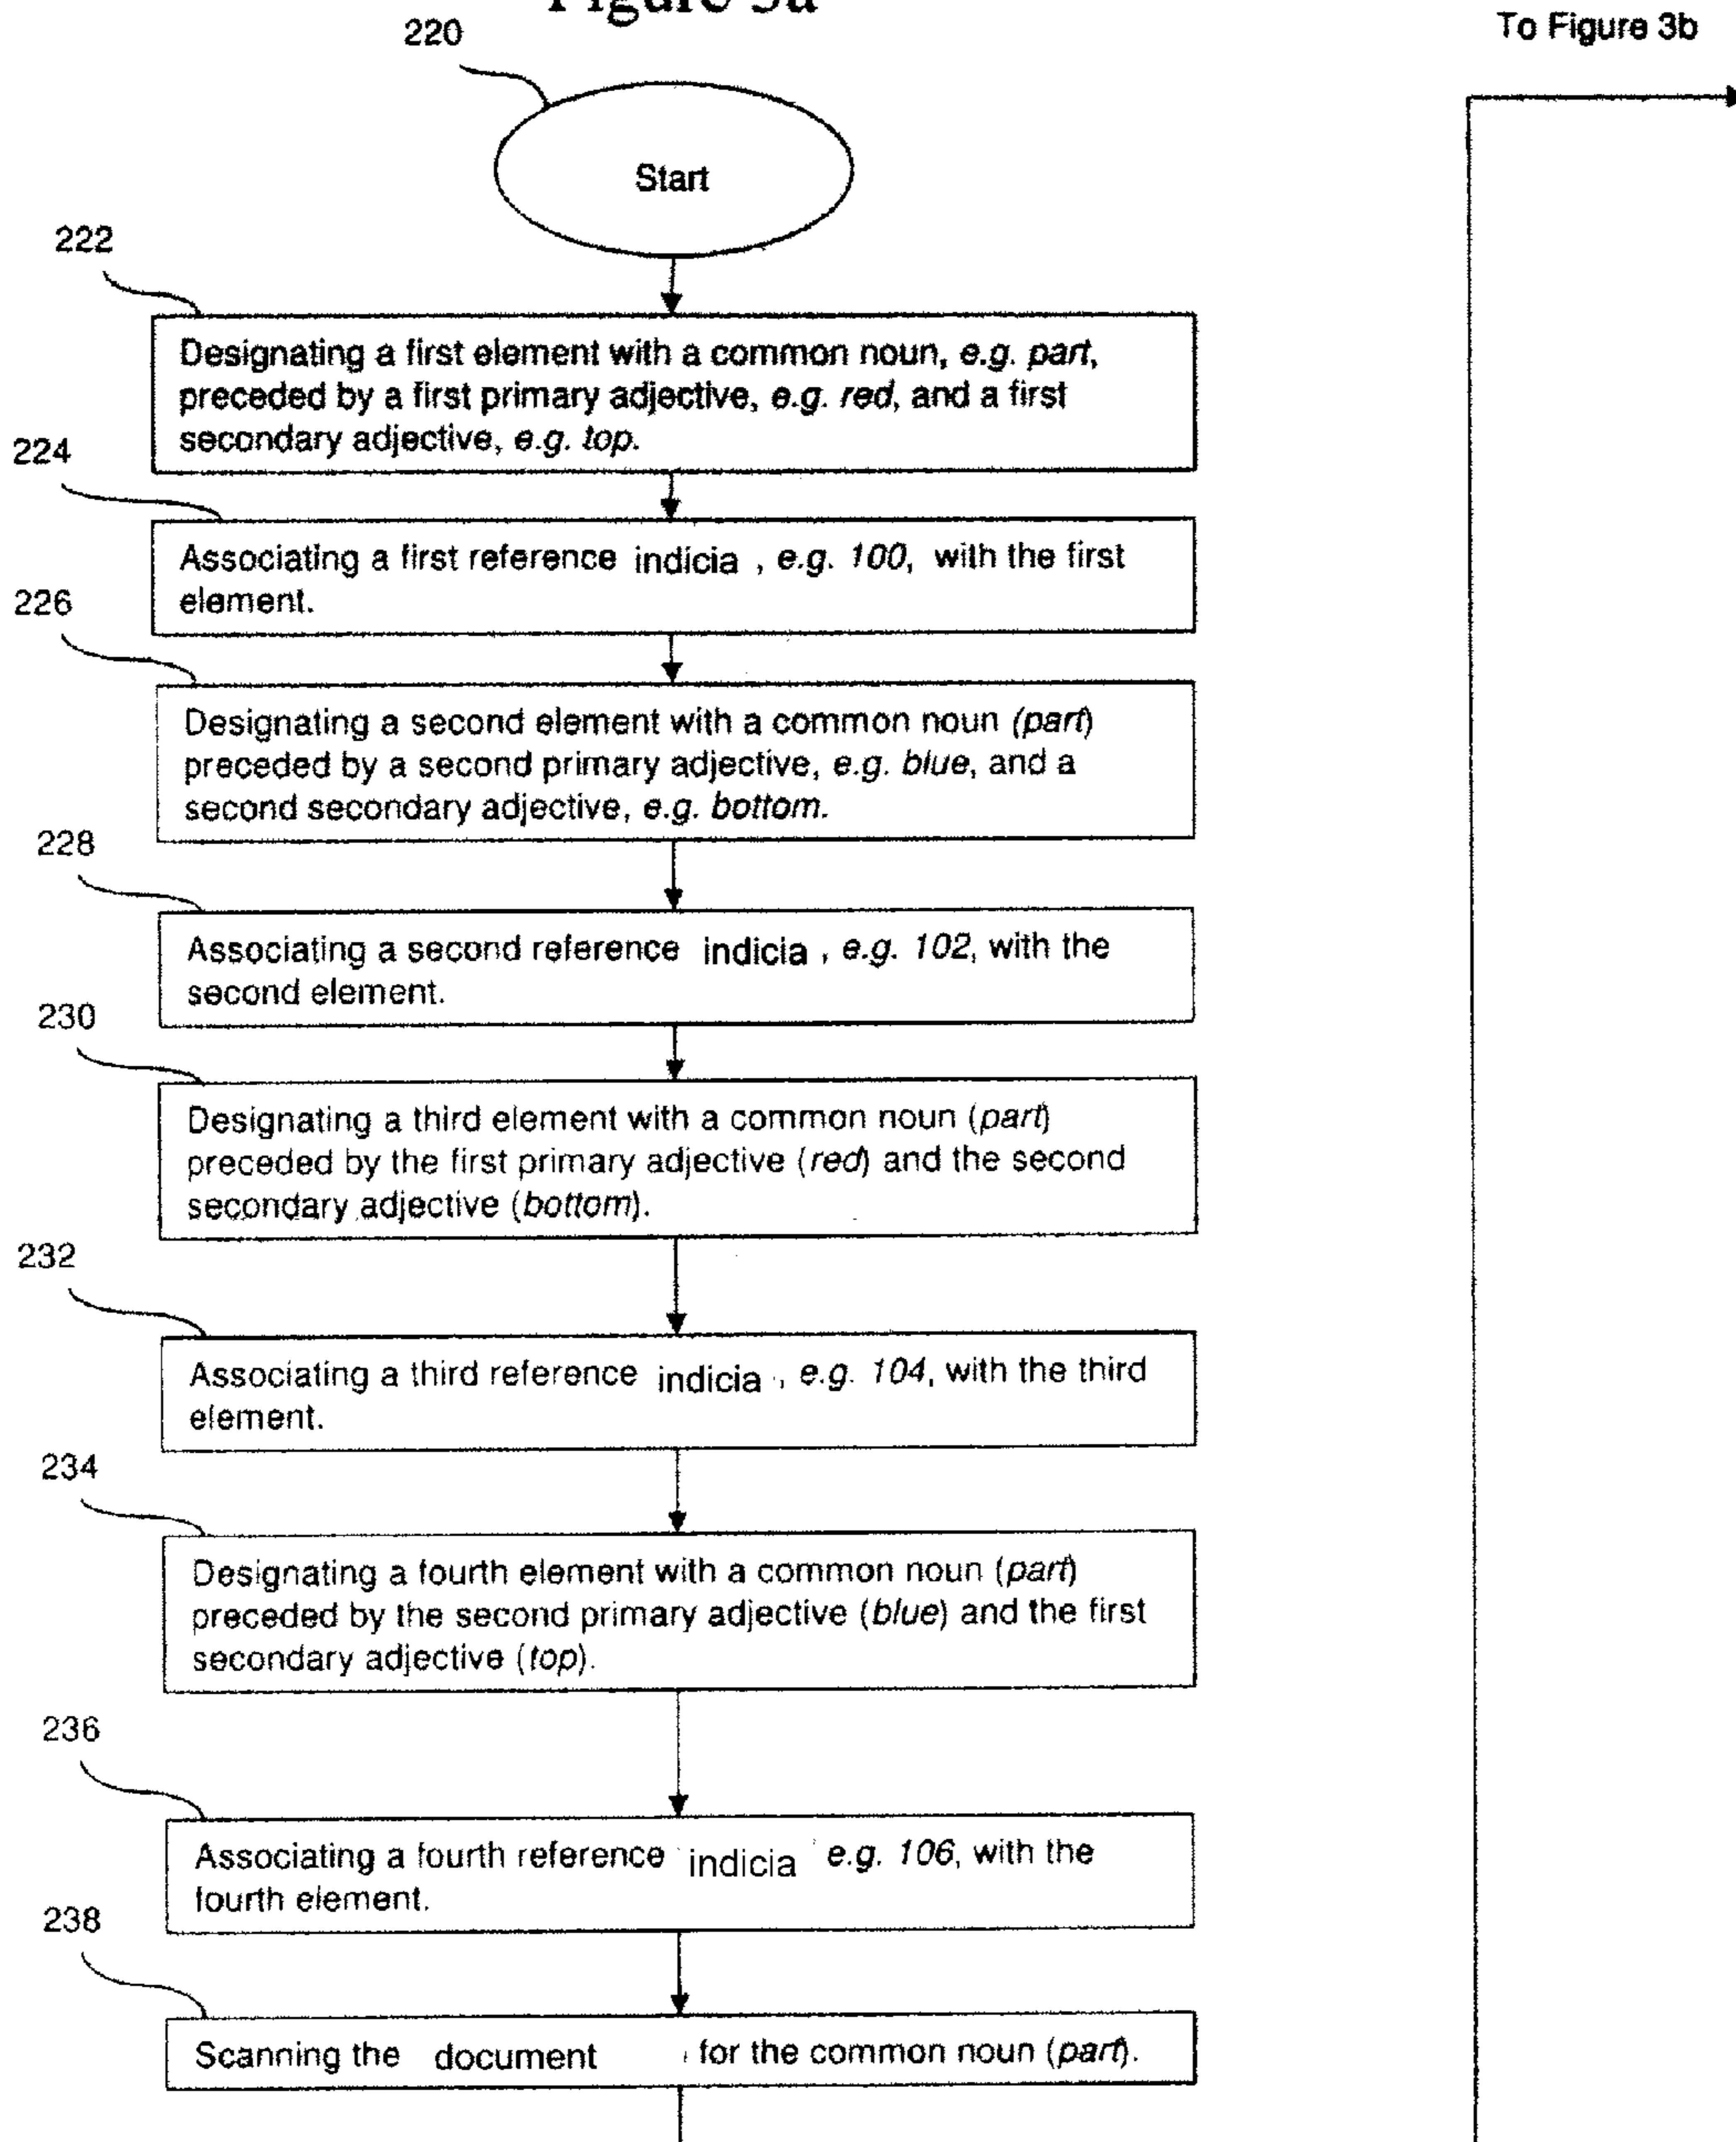 Figure 3a
To Figure 3b
220
Start
222
Designating a first element with a common noun, e.g. part,
preceded by a first primary adjective, e.g. red, and a first
secondary adjective, e.g. top.
224
Associating a first reference indicia , e.g. 100, with the first
element.
226
Designating a second element with a common noun (part)
preceded by a second primary adjective, e.g. blue, and a
second secondary adjective, e.g. bottom.
228
Associating a second reference indicia , e.g. 102, with the
second element.
230
Designating a third element with a common noun (part)
preceded by the first primary adjective (red) and the second
secondary adjective (bottom).
232
Associating a third reference indicia , e.g. 104, with the third
element.
234
Designating a fourth element with a common noun (part)
preceded by the second primary adjective (blue) and the first
secondary adjective (top).
236
Associating a fourth reference indicia e.g. 106, with the
fourth element.
238
Scanning the document for the common noun (part).